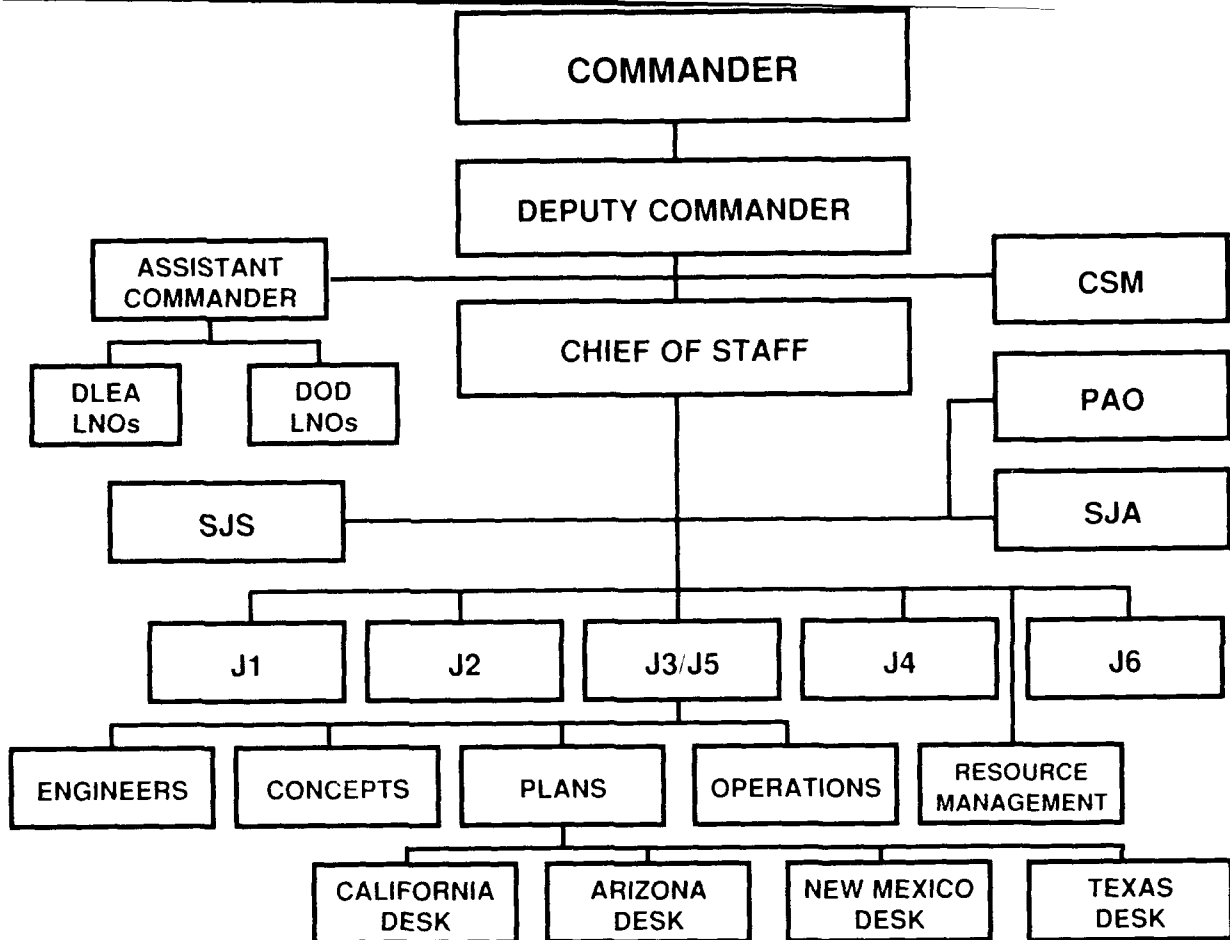 COMMANDER
DEPUTY COMMANDER
ASSISTANT
COMMANDER
CSM
CHIEF OF STAFF
DLEA
LNOs
DOD
LNOs
PAO
SJS
SJA
J1
J2
J3/J5
J4
J6
ENGINEERS
CONCEPTS
PLANS
OPERATIONS
RESOURCE
MANAGEMENT
CALIFORNIA
DESK
ARIZONA
DESK
NEW MEXICO
DESK
TEXAS
DESK